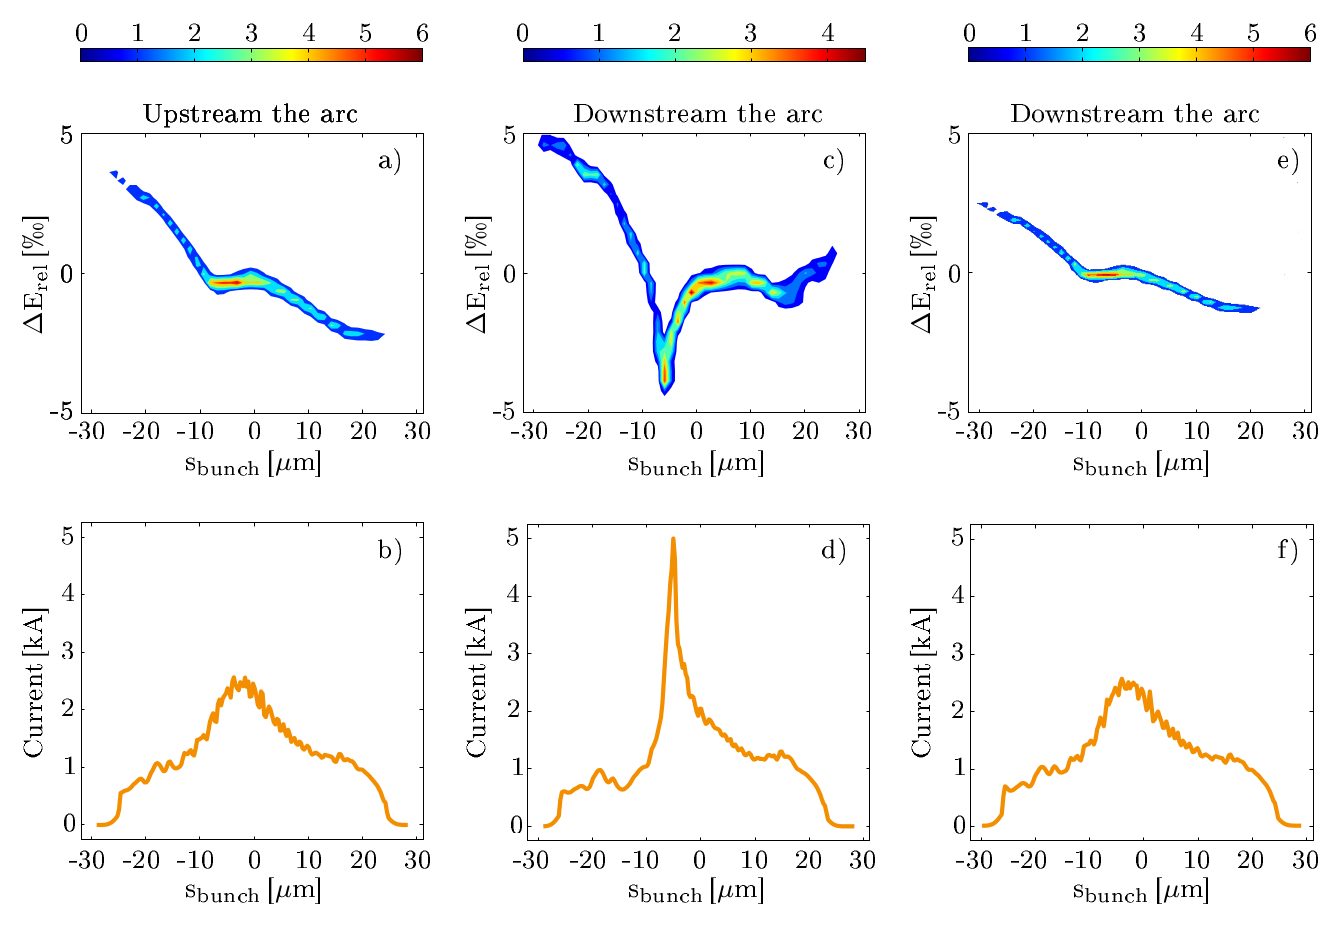 0 1 2 3 4 5 6
0 1 2 3 4
0 1 2 3 4 5 6
Upstream the arc
Downstream the arc
Downstream the arc
a)
c)
e)
5
0
-5
ΔE_rel [‰]
-30 -20 -10 0 10 20 30
s_bunch [μm]
5
0
-5
ΔE_rel [‰]
-30 -20 -10 0 10 20 30
s_bunch [μm]
5
0
-5
ΔE_rel [‰]
-30 -20 -10 0 10 20 30
s_bunch [μm]
b)
5
4
3
2
1
0
Current [kA]
-30 -20 -10 0 10 20 30
s_bunch [μm]
d)
5
4
3
2
1
0
Current [kA]
-30 -20 -10 0 10 20 30
s_bunch [μm]
f)
5
4
3
2
1
0
Current [kA]
-30 -20 -10 0 10 20 30
s_bunch [μm]